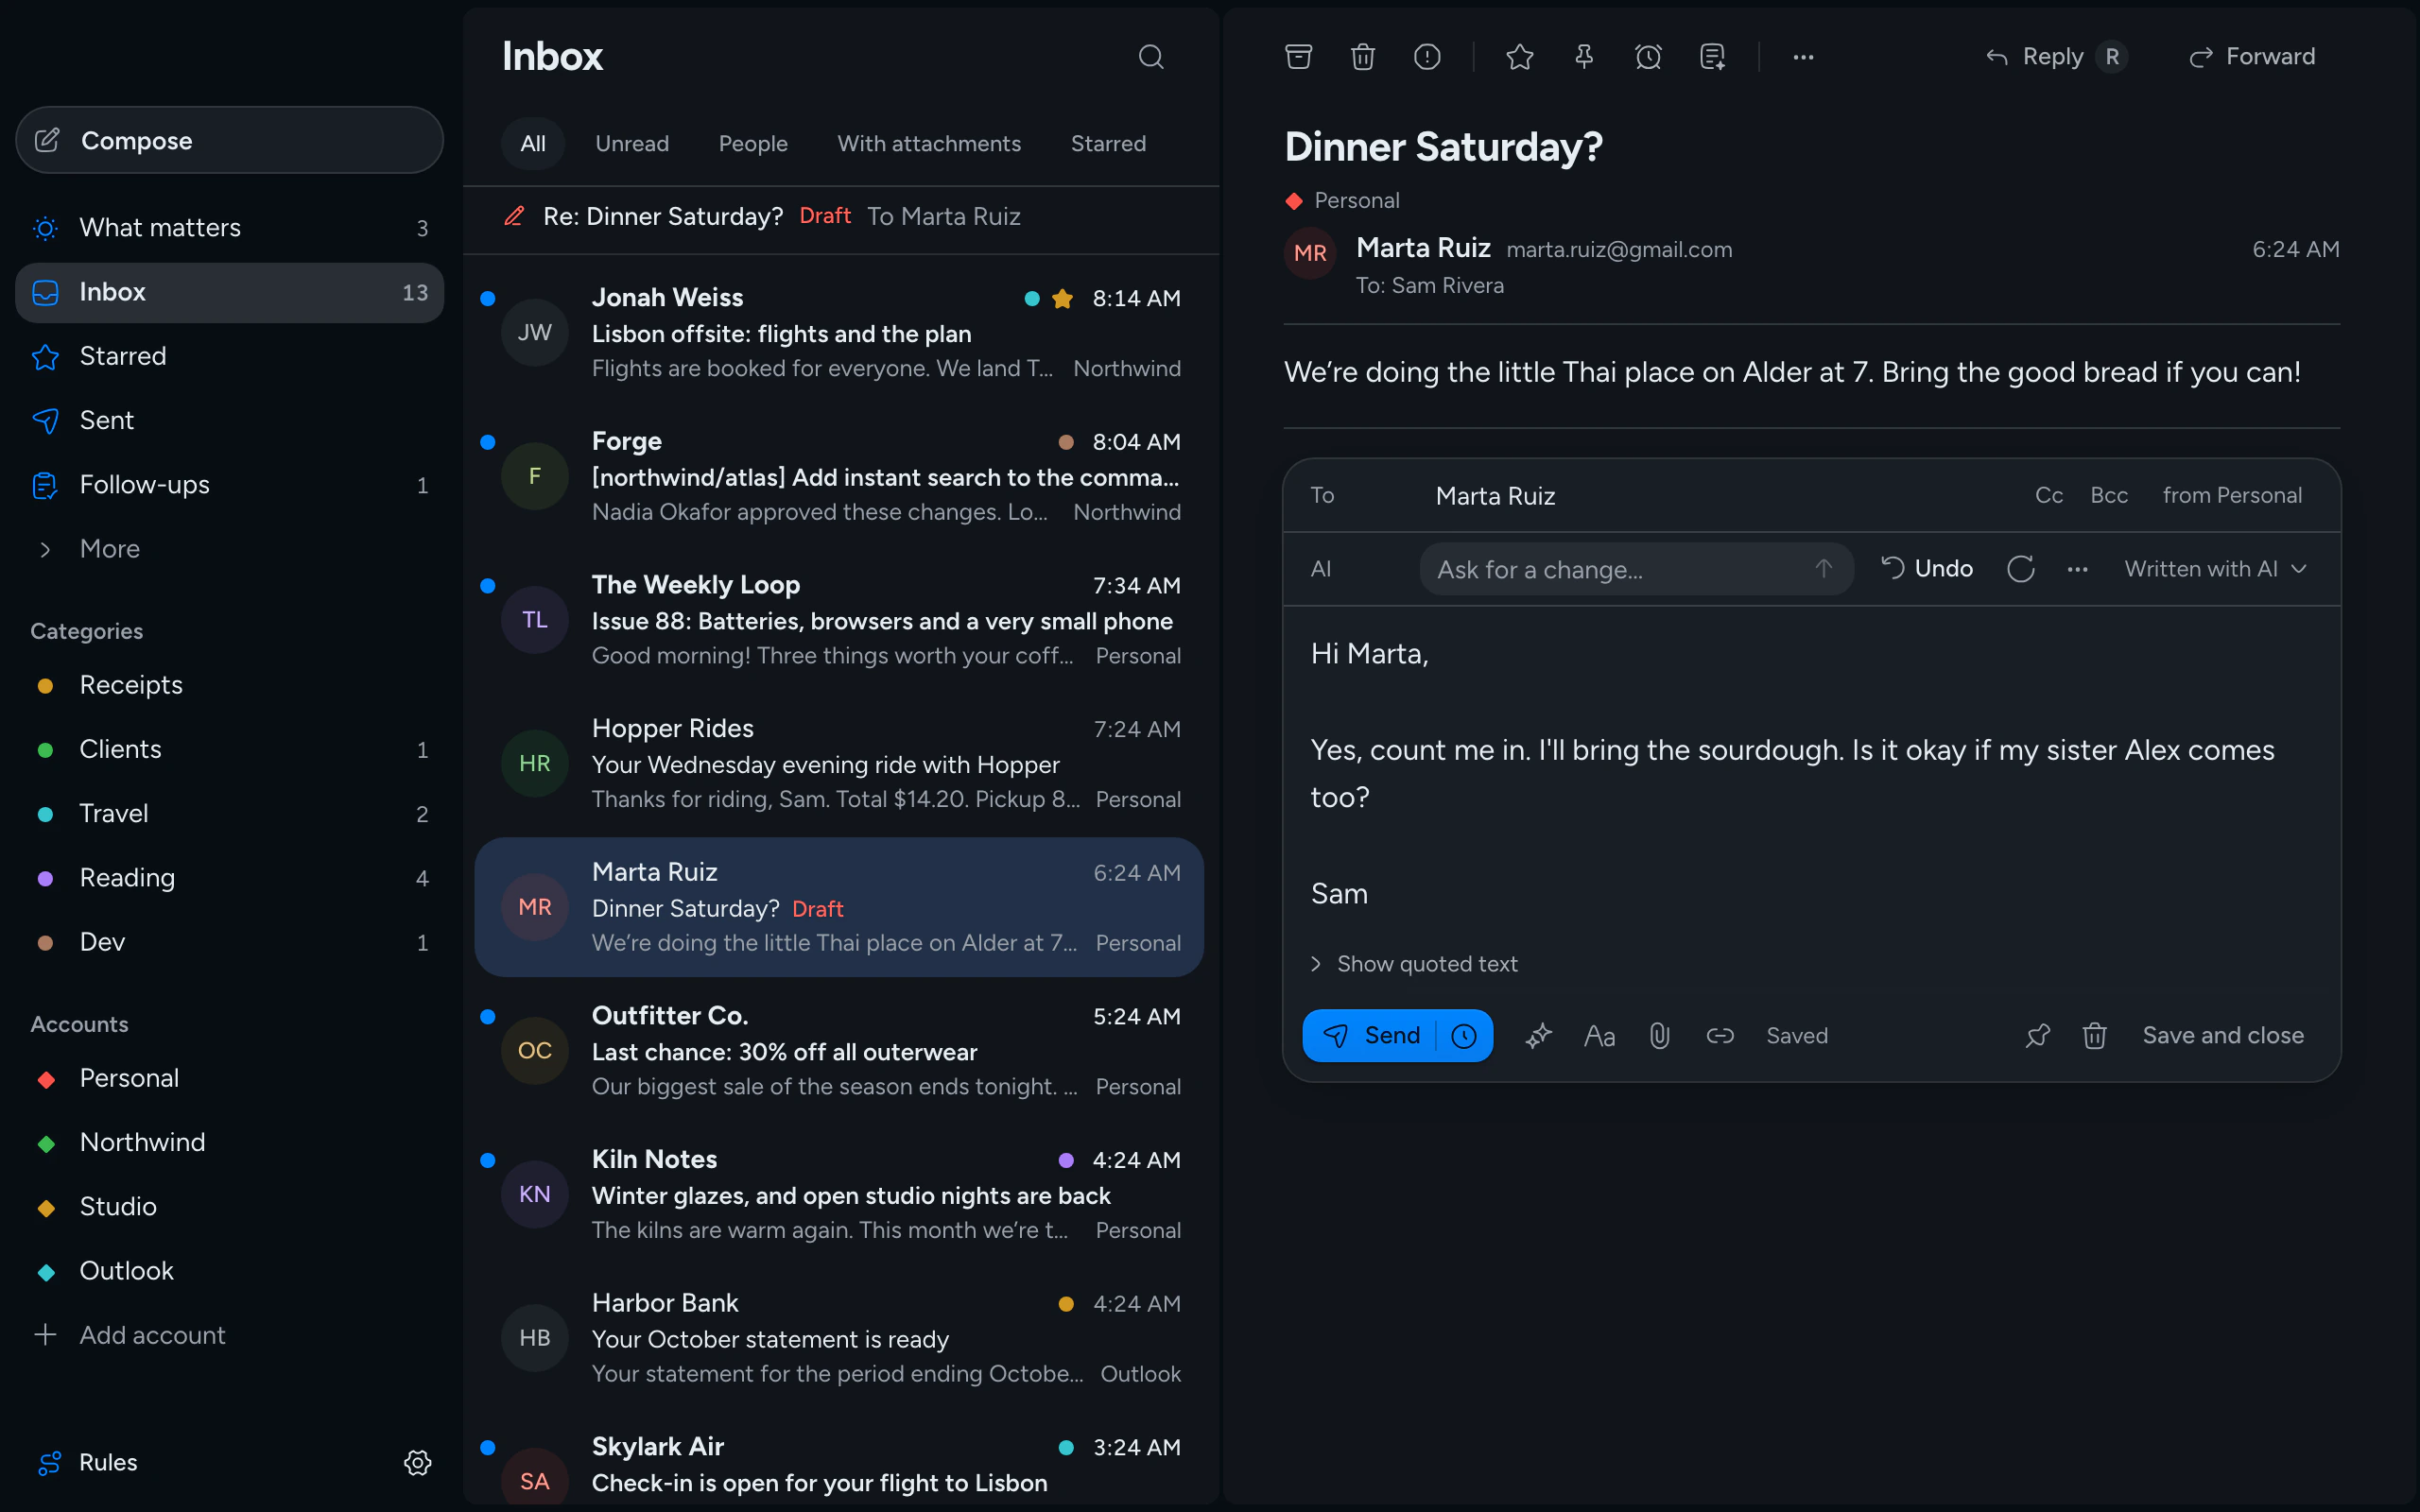 Compose
What matters 3
Inbox 13
Starred
Sent
Follow-ups 1
More
Categories
Receipts
Clients 1
Travel 2
Reading 4
Dev 1
Accounts
Personal
Northwind
Studio
Outlook
Add account
Rules
Inbox
All Unread People With attachments Starred
Re: Dinner Saturday? Draft To Marta Ruiz
JW Jonah Weiss 8:14 AM
Lisbon offsite: flights and the plan
Flights are booked for everyone. We land T... Northwind
F Forge 8:04 AM
[northwind/atlas] Add instant search to the comma...
Nadia Okafor approved these changes. Lo... Northwind
TL The Weekly Loop 7:34 AM
Issue 88: Batteries, browsers and a very small phone
Good morning! Three things worth your coff... Personal
HR Hopper Rides 7:24 AM
Your Wednesday evening ride with Hopper
Thanks for riding, Sam. Total $14.20. Pickup 8... Personal
MR Marta Ruiz 6:24 AM
Dinner Saturday? Draft
We’re doing the little Thai place on Alder at 7... Personal
OC Outfitter Co. 5:24 AM
Last chance: 30% off all outerwear
Our biggest sale of the season ends tonight. ... Personal
KN Kiln Notes 4:24 AM
Winter glazes, and open studio nights are back
The kilns are warm again. This month we’re t... Personal
HB Harbor Bank 4:24 AM
Your October statement is ready
Your statement for the period ending Octobe... Outlook
SA Skylark Air 3:24 AM
Check-in is open for your flight to Lisbon
Reply R Forward
Dinner Saturday?
Personal
MR Marta Ruiz marta.ruiz@gmail.com 6:24 AM
To: Sam Rivera
We’re doing the little Thai place on Alder at 7. Bring the good bread if you can!
To Marta Ruiz Cc Bcc from Personal
AI Ask for a change... Undo Written with AI
Hi Marta,
Yes, count me in. I'll bring the sourdough. Is it okay if my sister Alex comes
too?
Sam
Show quoted text
Send Aa Saved Save and close